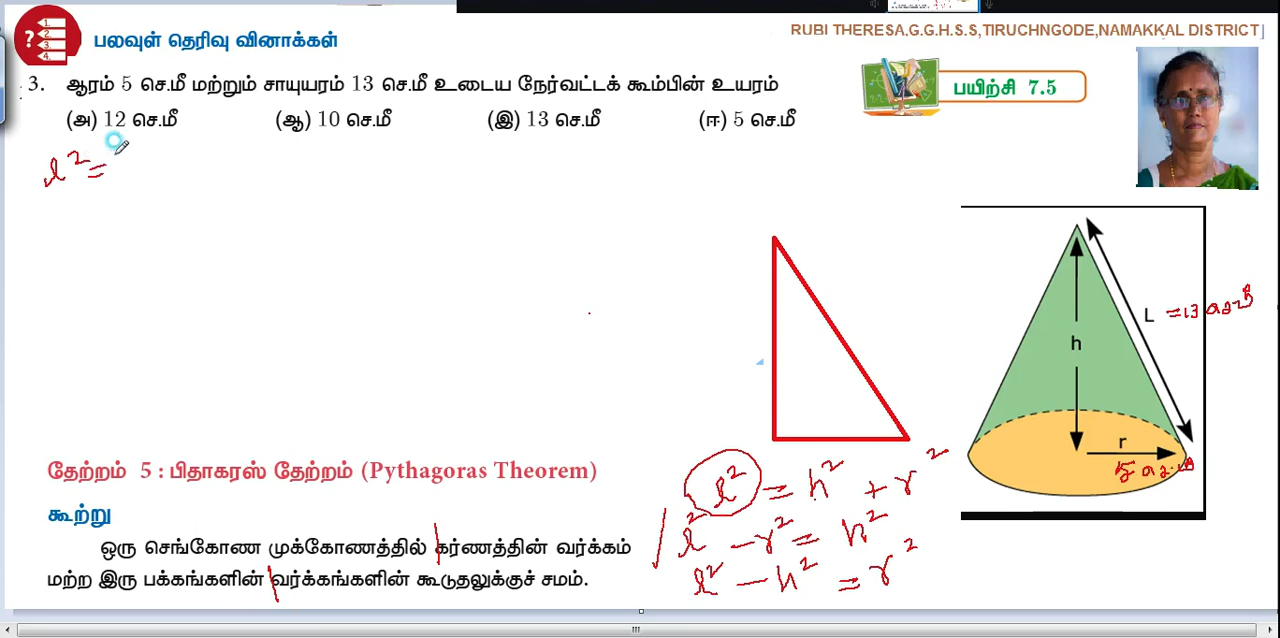 RUBI THERESA,G.G.H.S.S,TIRUCHNGODE,NAMAKKAL DISTRICT
பலவுள் தெரிவு வினாக்கள்
3. ஆரம் 5 செ.மீ மற்றும் சாயுயரம் 13 செ.மீ உடைய நேர்வட்டக் கூம்பின் உயரம்
பயிற்சி 7.5
(அ) 12 செ.மீ (ஆ) 10 செ.மீ (இ) 13 செ.மீ (ஈ) 5 செ.மீ
l² =
L = 13 செ.மீ
h
r
5 செ.மீ
தேற்றம் 5 : பிதாகரஸ் தேற்றம் (Pythagoras Theorem)
கூற்று
ஒரு செங்கோண முக்கோணத்தில் கர்ணத்தின் வர்க்கம்
மற்ற இரு பக்கங்களின் வர்க்கங்களின் கூடுதலுக்குச் சமம்.
l² = h² + r²
l² - r² = h²
l² - h² = r²